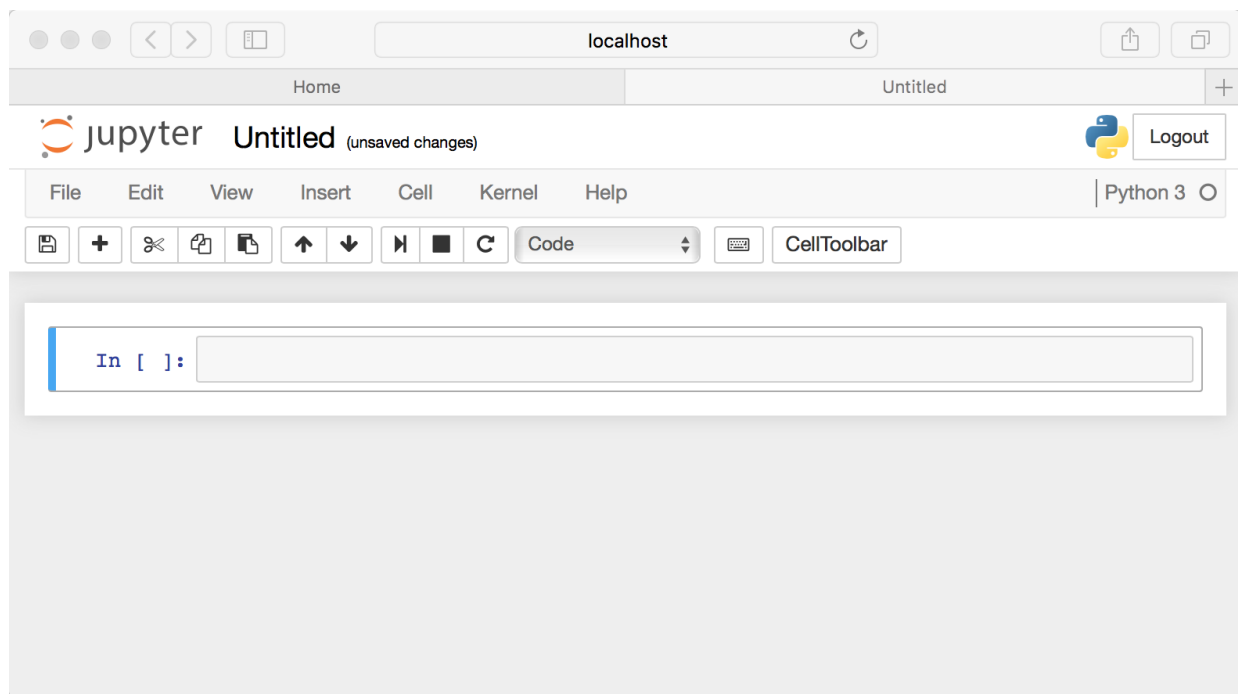 localhost
Home Untitled
jupyter Untitled (unsaved changes) Logout
File Edit View Insert Cell Kernel Help Python 3
Code CellToolbar
In [ ]: